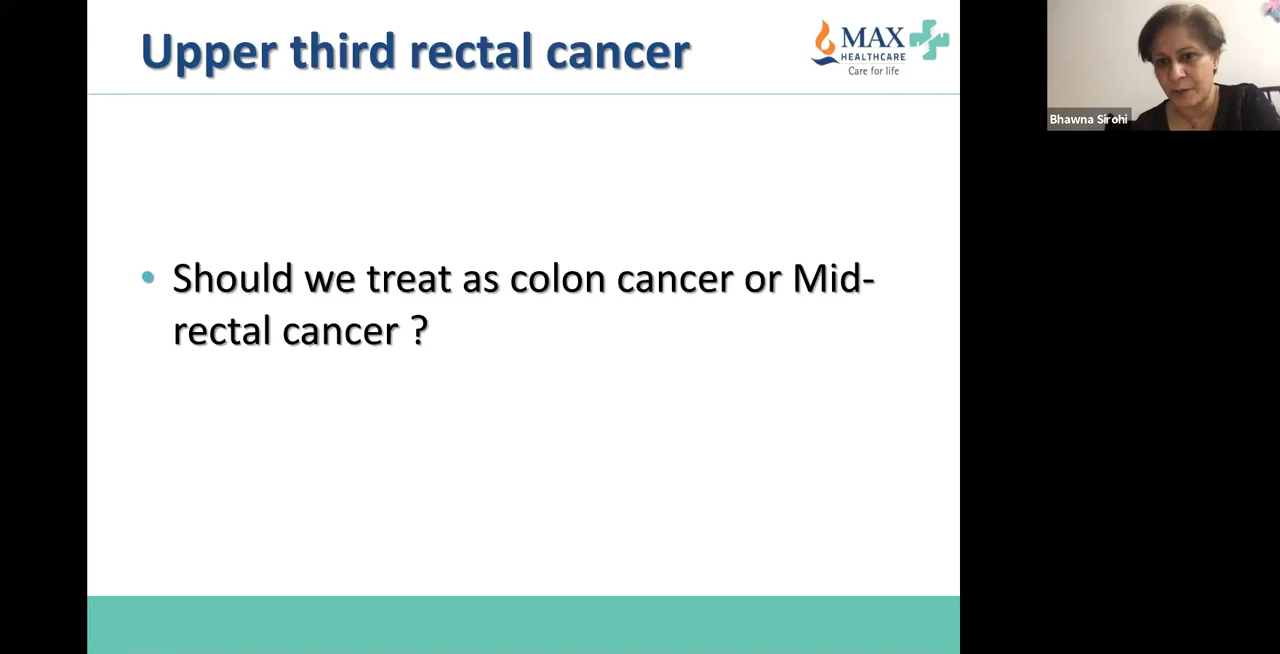 Upper third rectal cancer
MAX
HEALTHCARE
Care for life
Bhawna Sirohi
• Should we treat as colon cancer or Mid-
rectal cancer ?